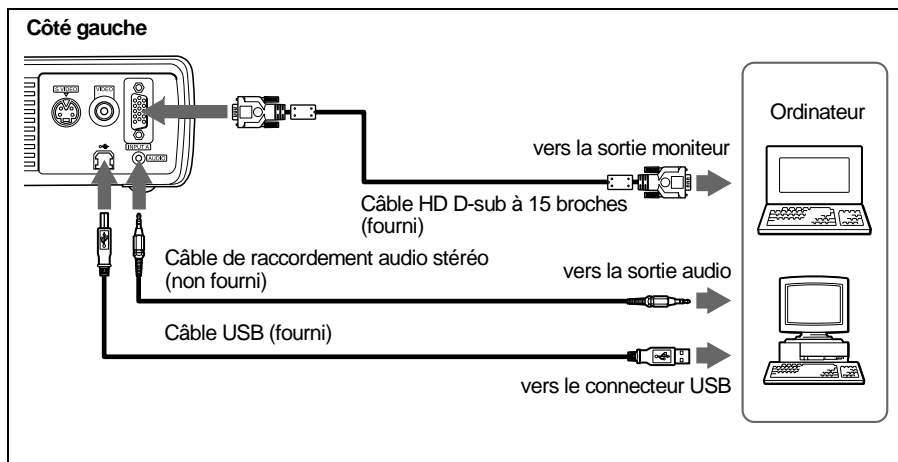 Côté gauche
S VIDEO
VIDEO
INPUT A
AUDIO
Ordinateur
vers la sortie moniteur
Câble HD D-sub à 15 broches
(fourni)
Câble de raccordement audio stéréo
(non fourni)
vers la sortie audio
Câble USB (fourni)
vers le connecteur USB